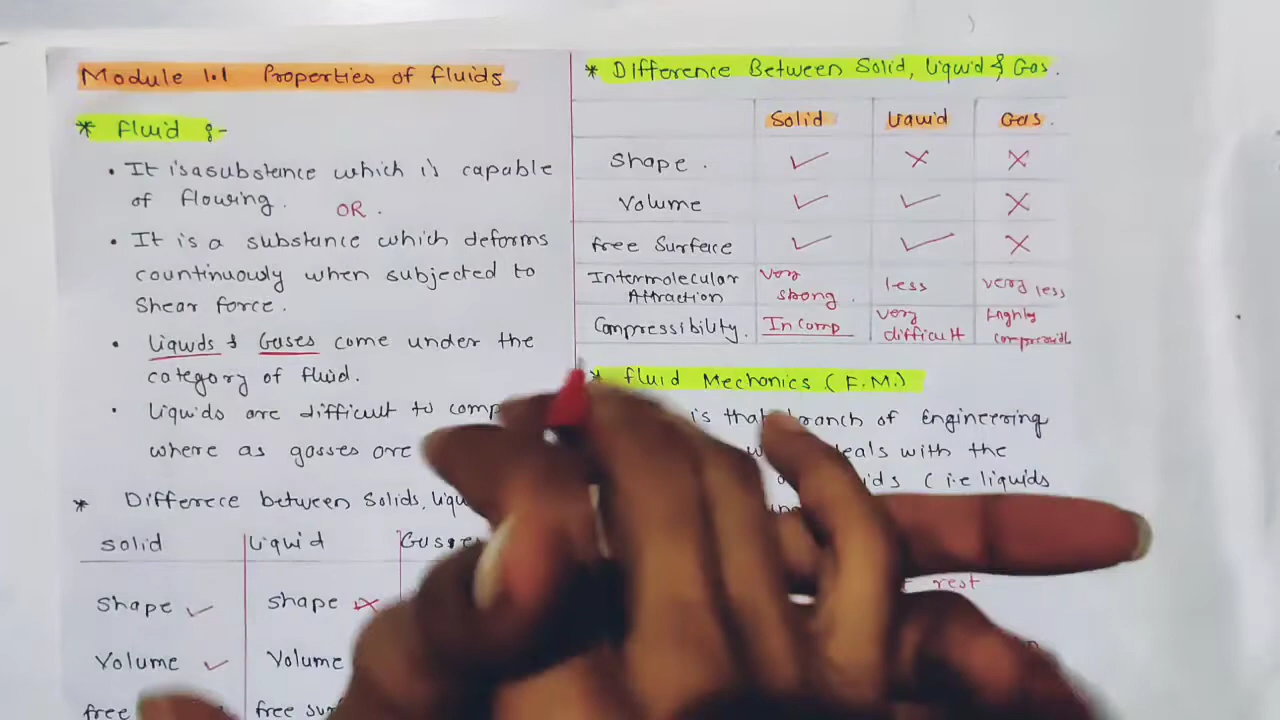 Module 1.1 Properties of fluids
* Fluid :-
• It is a substance which is capable
of flowing. OR.
• It is a substance which deforms
countinuously when subjected to
Shear force.
• Liquids & Gases come under the
category of fluid.
• Liquids are difficult to comp
where as gasses are
* Differece between Solids, liqu
Solid Liquid Gasse
Shape ✓ Shape ×
Volume ✓ Volume
free free sur
* Difference Between Solid, Liquid & Gas.
Solid Liquid Gas.
Shape. ✓ × ×
Volume ✓ ✓ ×
free Surface ✓ ✓ ×
Intermolecular Attraction very strong. less very less
Compressibility. Incomp very difficult Highly
* Fluid Mechanics (F.M.)
is that branch of Engineering
deals with the
(i.e liquids
rest